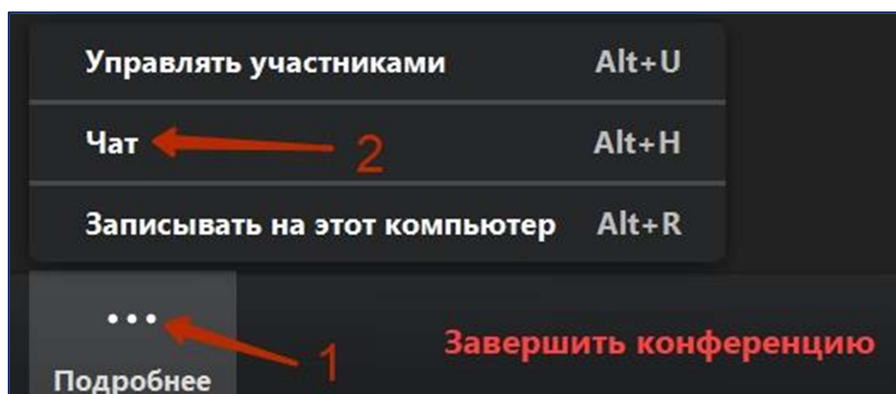 Управлять участниками Alt+U
Чат 2 Alt+H
Записывать на этот компьютер Alt+R
... 1 Завершить конференцию
Подробнее